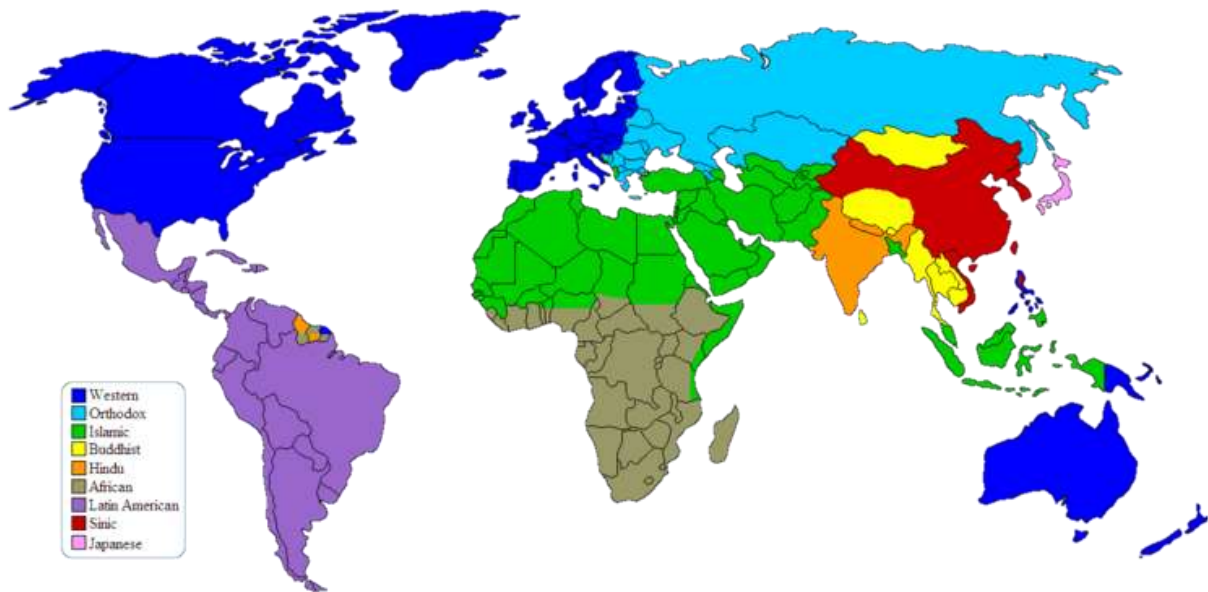 Western
Orthodox
Islamic
Buddhist
Hindu
African
Latin American
Sinic
Japanese